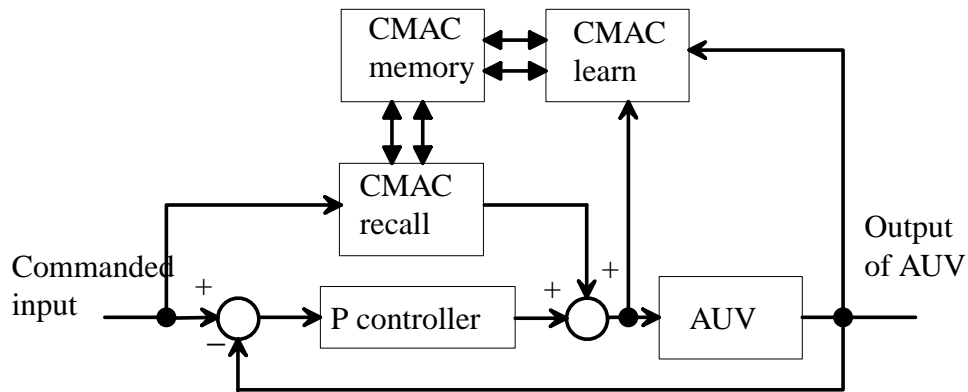 CMAC
memory
CMAC
learn
CMAC
recall
Output
of AUV
Commanded
input
+
−
P controller
+
+
AUV